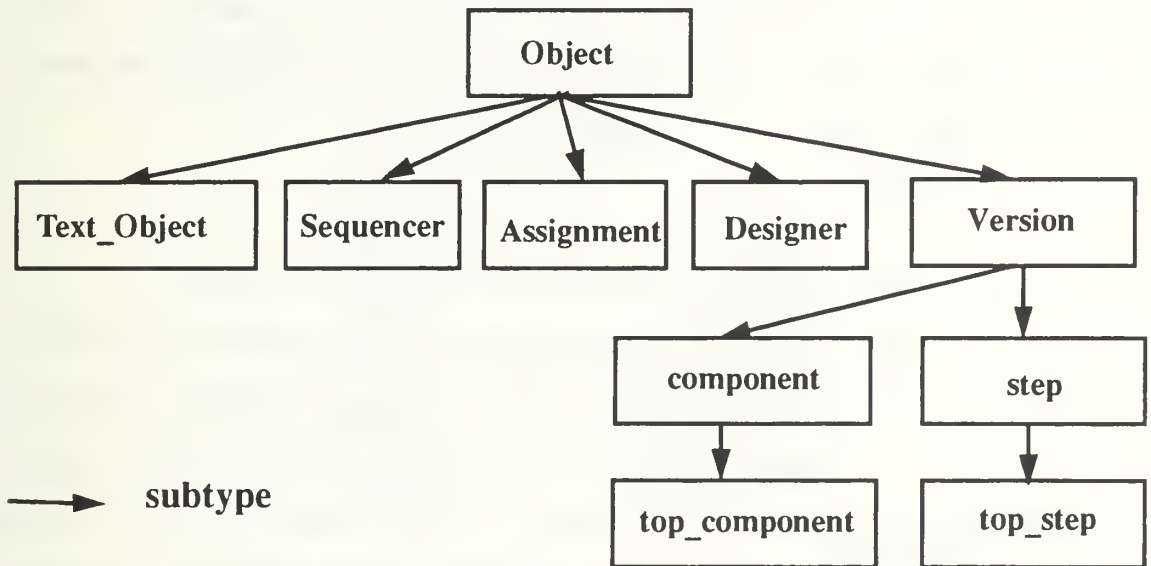 Object
Text_Object
Sequencer
Assignment
Designer
Version
component
step
subtype
top_component
top_step